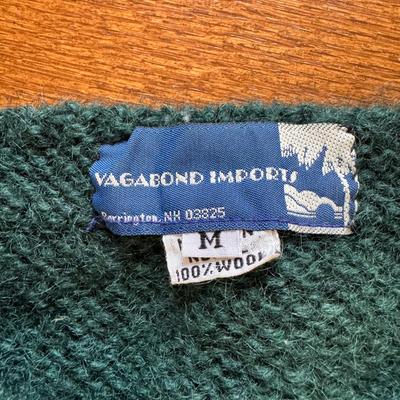 VAGABOND IMPORTS
Barrington, NH 03825
M
100% WOOL